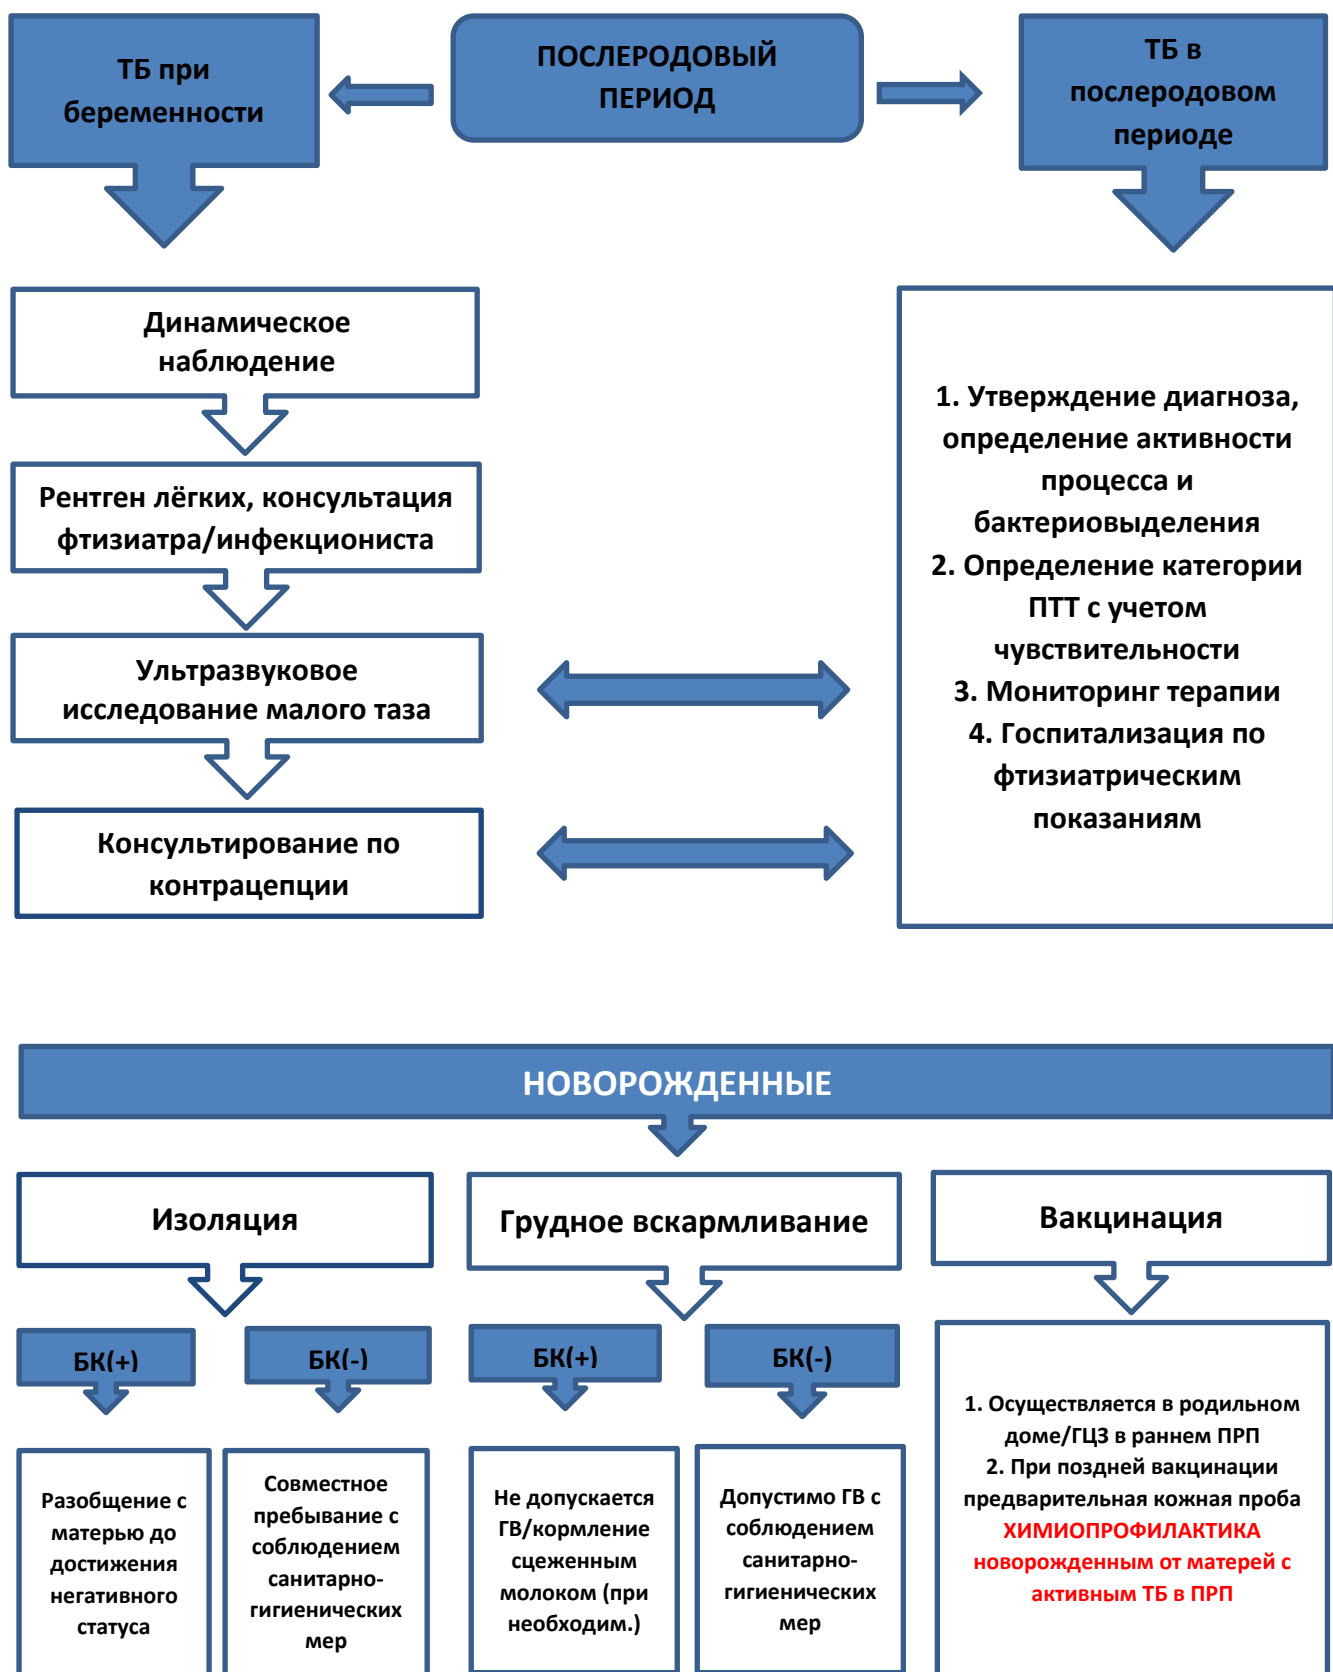 ТБ при
беременности
ПОСЛЕРОДОВЫЙ
ПЕРИОД
ТБ в
послеродовом
периоде
Динамическое
наблюдение
Рентген лёгких, консультация
фтизиатра/инфекциониста
Ультразвуковое
исследование малого таза
Консультирование по
контрацепции
1. Утверждение диагноза,
определение активности
процесса и
бактериовыделения
2. Определение категории
ПТТ с учетом
чувствительности
3. Мониторинг терапии
4. Госпитализация по
фтизиатрическим
показаниям
НОВОРОЖДЕННЫЕ
Изоляция
БК(+)
БК(-)
Разобщение с
матерью до
достижения
негативного
статуса
Совместное
пребывание с
соблюдением
санитарно-
гигиенических
мер
Грудное вскармливание
БК(+)
БК(-)
Не допускается
ГВ/кормление
сцеженным
молоком (при
необходим.)
Допустимо ГВ с
соблюдением
санитарно-
гигиенических
мер
Вакцинация
1. Осуществляется в родильном
доме/ГЦЗ в раннем ПРП
2. При поздней вакцинации
предварительная кожная проба
ХИМИОПРОФИЛАКТИКА
новорожденным от матерей с
активным ТБ в ПРП